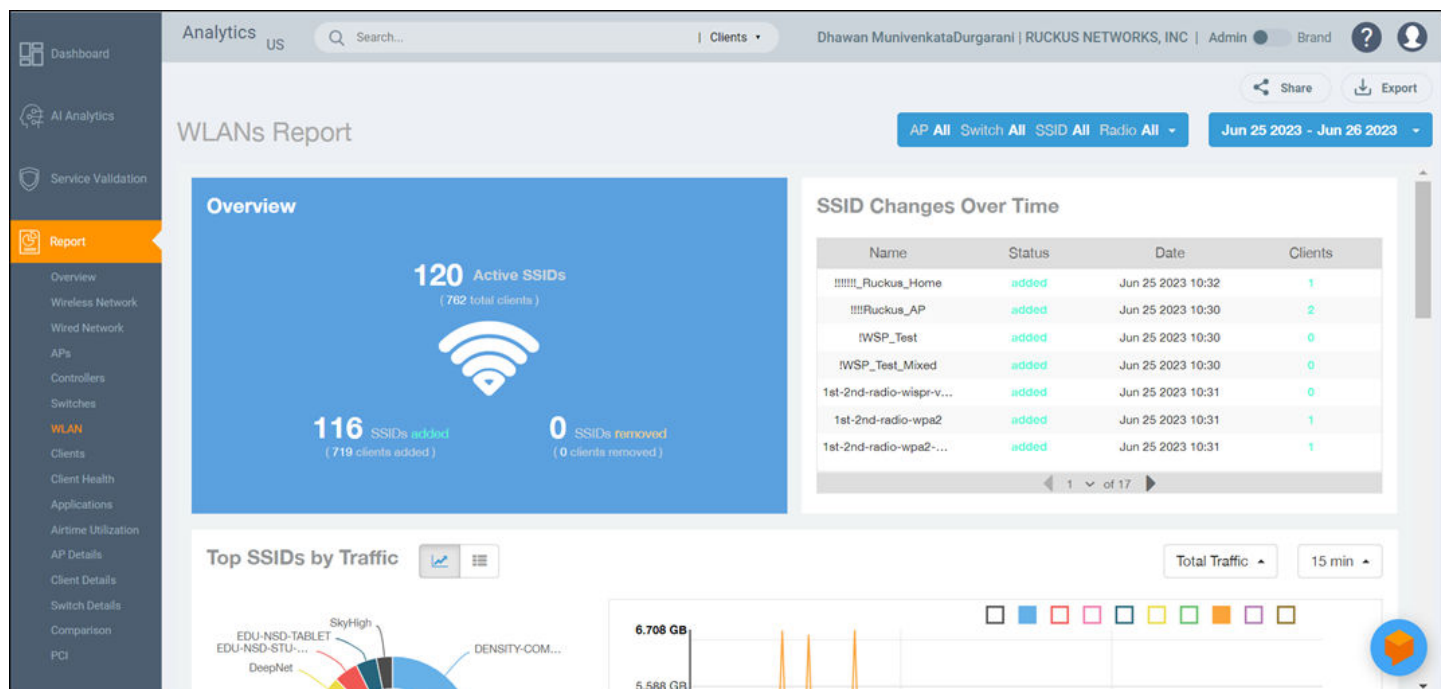 Dashboard
AI Analytics
Service Validation
Report
Overview
Wireless Network
Wired Network
APs
Controllers
Switches
WLAN
Clients
Client Health
Applications
Airtime Utilization
AP Details
Client Details
Switch Details
Comparison
PCI
Analytics US
Search...
| Clients
Dhawan MunivenkataDurgarani | RUCKUS NETWORKS, INC | Admin Brand
?
Share
Export
WLANs Report
AP All Switch All SSID All Radio All
Jun 25 2023 - Jun 26 2023
Overview
120 Active SSIDs
( 762 total clients )
116 SSIDs added
( 719 clients added )
0 SSIDs removed
( 0 clients removed )
SSID Changes Over Time
Name Status Date Clients
!!!!!!!_Ruckus_Home added Jun 25 2023 10:32 1
!!!!Ruckus_AP added Jun 25 2023 10:30 2
!WSP_Test added Jun 25 2023 10:30 0
!WSP_Test_Mixed added Jun 25 2023 10:30 0
1st-2nd-radio-wispr-v... added Jun 25 2023 10:31 0
1st-2nd-radio-wpa2 added Jun 25 2023 10:31 1
1st-2nd-radio-wpa2-... added Jun 25 2023 10:31 1
1 of 17
Top SSIDs by Traffic
Total Traffic
15 min
SkyHigh
EDU-NSD-TABLET
EDU-NSD-STU-...
DeepNet
DENSITY-COM...
6.708 GB
5.588 GB